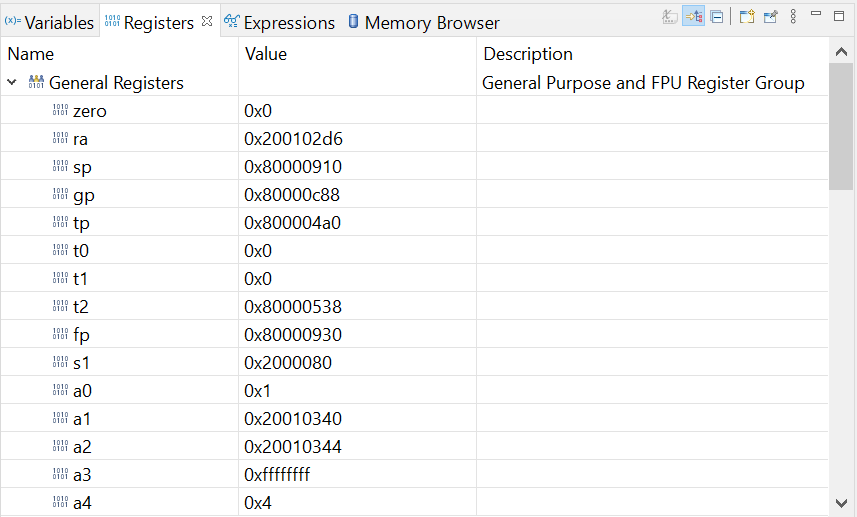 Variables Registers Expressions Memory Browser
Name Value Description
General Registers General Purpose and FPU Register Group
zero 0x0
ra 0x200102d6
sp 0x80000910
gp 0x80000c88
tp 0x800004a0
t0 0x0
t1 0x0
t2 0x80000538
fp 0x80000930
s1 0x2000080
a0 0x1
a1 0x20010340
a2 0x20010344
a3 0xffffffff
a4 0x4